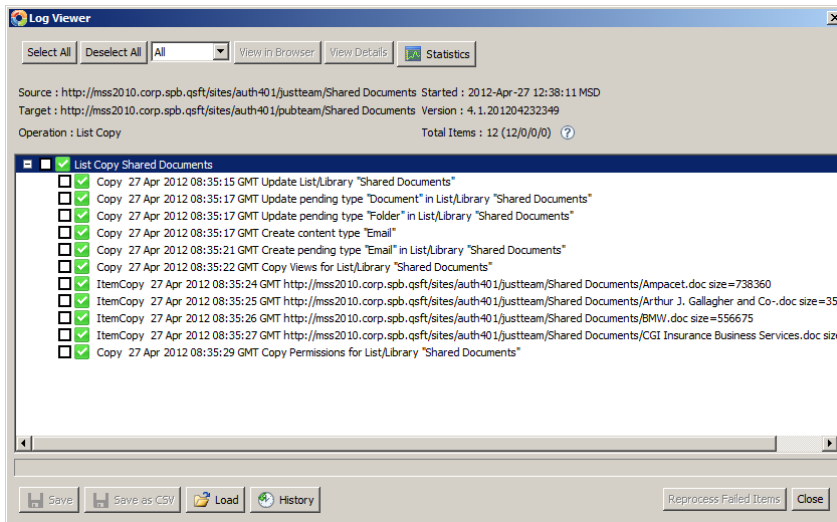 Log Viewer
Select All Deselect All All View in Browser View Details Statistics
Source : http://mss2010.corp.spb.qsft/sites/auth401/justteam/Shared Documents Started : 2012-Apr-27 12:38:11 MSD
Target : http://mss2010.corp.spb.qsft/sites/auth401/pubteam/Shared Documents Version : 4.1.201204232349
Operation : List Copy Total Items : 12 (12/0/0/0) ?
List Copy Shared Documents
Copy 27 Apr 2012 08:35:15 GMT Update List/Library "Shared Documents"
Copy 27 Apr 2012 08:35:17 GMT Update pending type "Document" in List/Library "Shared Documents"
Copy 27 Apr 2012 08:35:17 GMT Update pending type "Folder" in List/Library "Shared Documents"
Copy 27 Apr 2012 08:35:17 GMT Create content type "Email"
Copy 27 Apr 2012 08:35:21 GMT Create pending type "Email" in List/Library "Shared Documents"
Copy 27 Apr 2012 08:35:22 GMT Copy Views for List/Library "Shared Documents"
ItemCopy 27 Apr 2012 08:35:24 GMT http://mss2010.corp.spb.qsft/sites/auth401/justteam/Shared Documents/Ampacet.doc size=738360
ItemCopy 27 Apr 2012 08:35:25 GMT http://mss2010.corp.spb.qsft/sites/auth401/justteam/Shared Documents/Arthur J. Gallagher and Co-.doc size=35
ItemCopy 27 Apr 2012 08:35:26 GMT http://mss2010.corp.spb.qsft/sites/auth401/justteam/Shared Documents/BMW.doc size=556675
ItemCopy 27 Apr 2012 08:35:27 GMT http://mss2010.corp.spb.qsft/sites/auth401/justteam/Shared Documents/CGI Insurance Business Services.doc size
Copy 27 Apr 2012 08:35:29 GMT Copy Permissions for List/Library "Shared Documents"
Save Save as CSV Load History Reprocess Failed Items Close